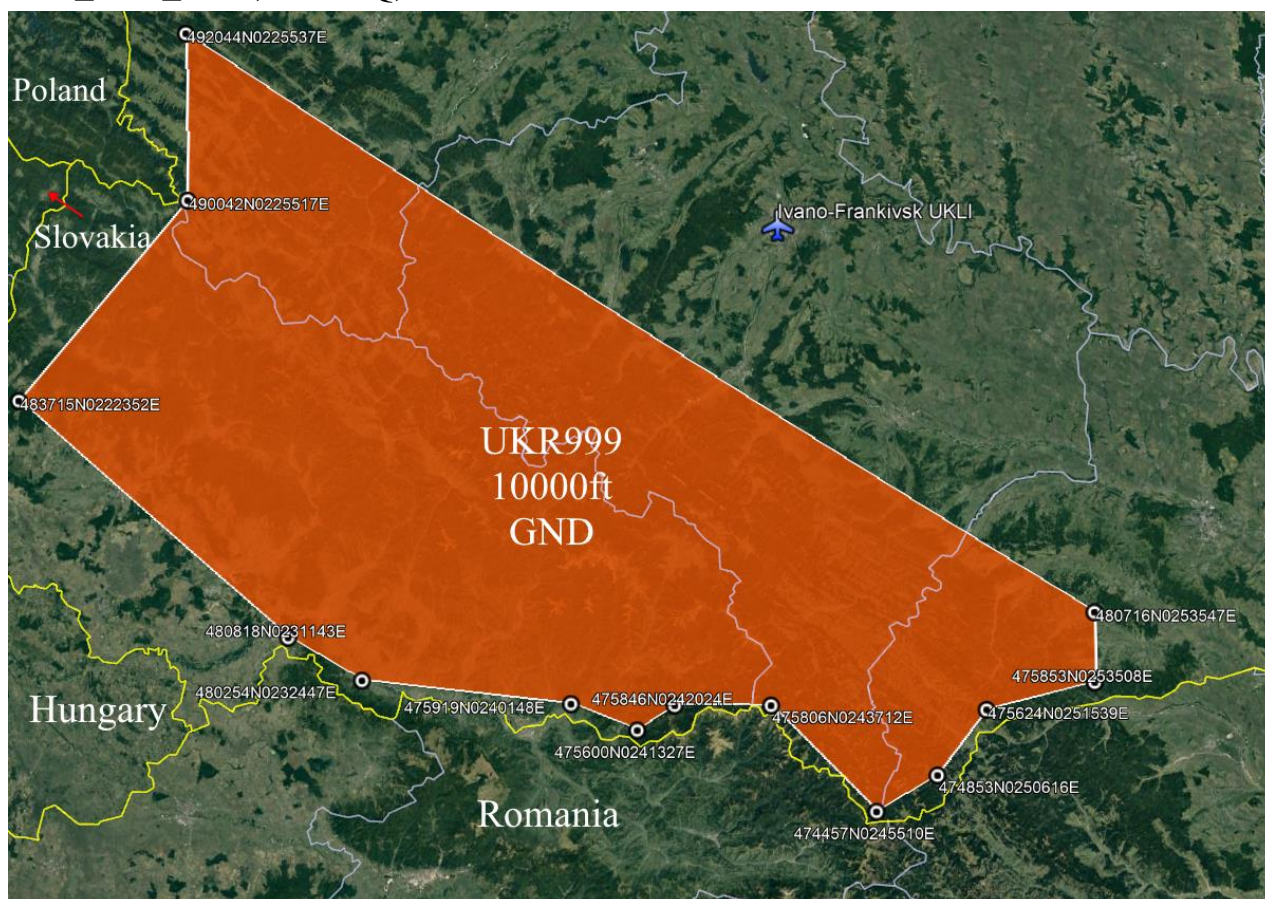 492044N0225537E
Poland
490042N0225517E
Ivano-Frankivsk UKLI
Slovakia
483715N0222352E
UKR999
10000ft
GND
480716N0253547E
480818N0231143E
480254N0232447E
475853N0253508E
475919N0240148E
475846N0242024E
475806N0243712E
475624N0251539E
Hungary
475600N0241327E
474853N0250616E
Romania
474457N0245510E